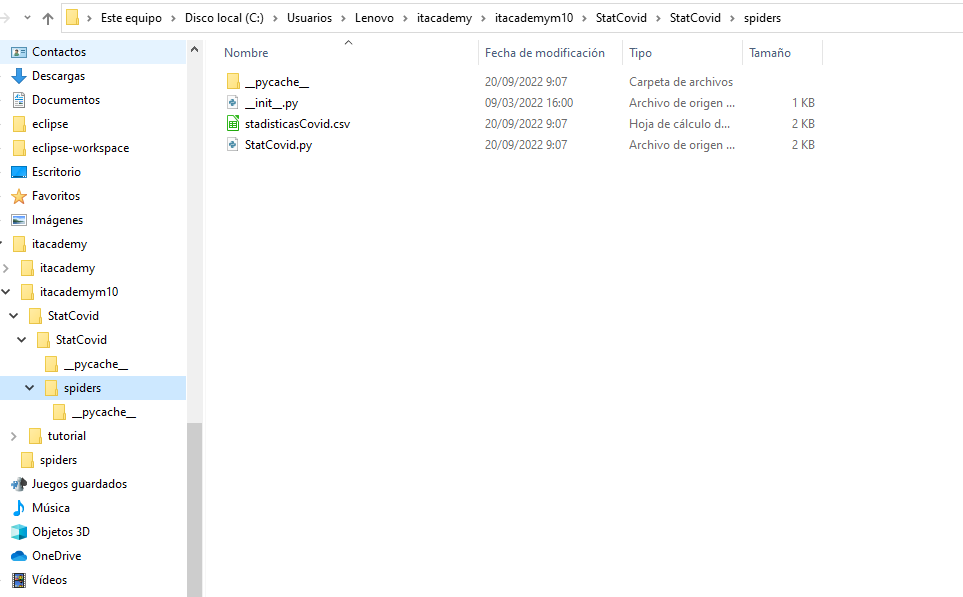 Este equipo > Disco local (C:) > Usuarios > Lenovo > itacademy > itacademym10 > StatCovid > StatCovid > spiders
Contactos
Descargas
Documentos
eclipse
eclipse-workspace
Escritorio
Favoritos
Imágenes
itacademy
itacademy
itacademym10
StatCovid
StatCovid
__pycache__
spiders
__pycache__
tutorial
spiders
Juegos guardados
Música
Objetos 3D
OneDrive
Vídeos
Nombre Fecha de modificación Tipo Tamaño
__pycache__ 20/09/2022 9:07 Carpeta de archivos
__init__.py 09/03/2022 16:00 Archivo de origen ... 1 KB
stadisticasCovid.csv 20/09/2022 9:07 Hoja de cálculo d... 2 KB
StatCovid.py 20/09/2022 9:07 Archivo de origen ... 2 KB